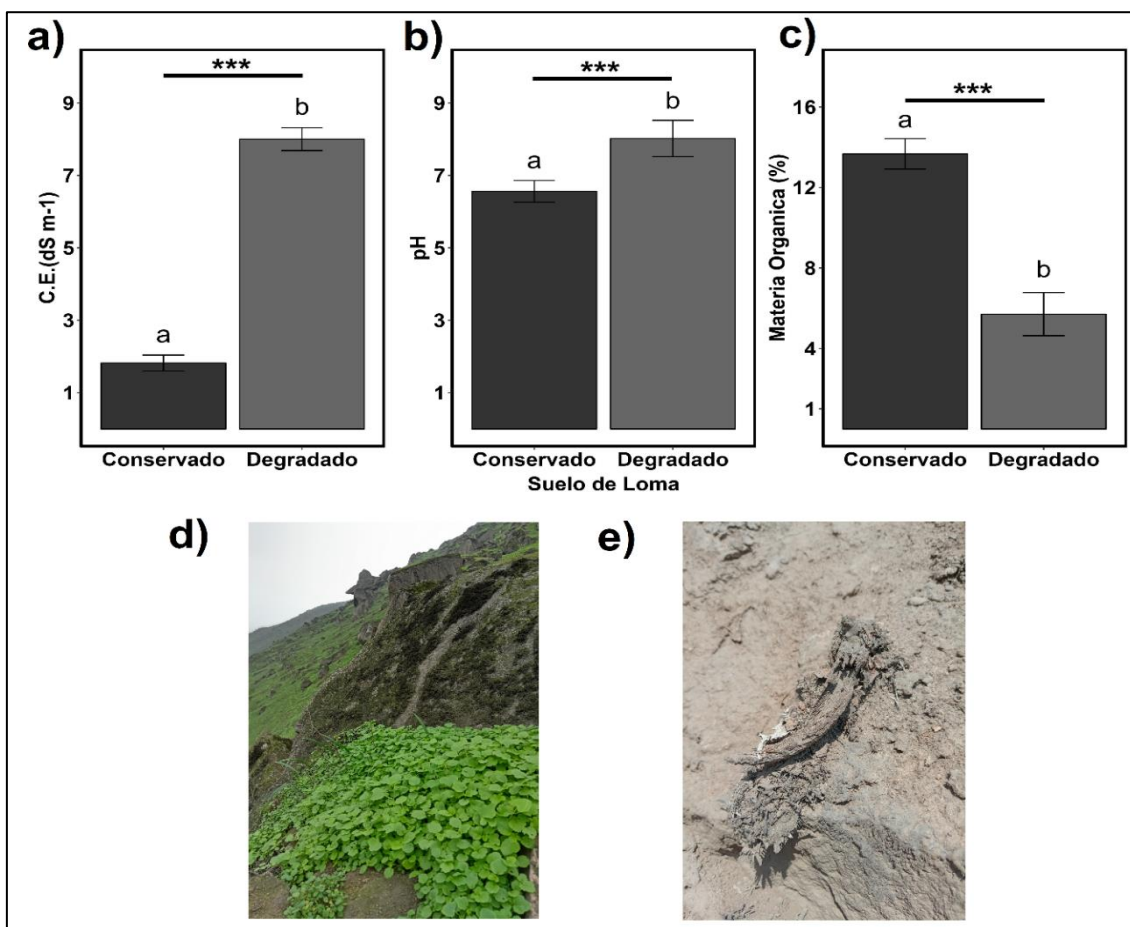 a)
***
C.E.(dS m-1)
9
7
5
3
1
a
b
Conservado Degradado
b)
***
pH
9
7
5
3
1
a
b
Conservado Degradado
Suelo de Loma
c)
***
Materia Organica (%)
16
12
8
4
1
a
b
Conservado Degradado
d)
e)